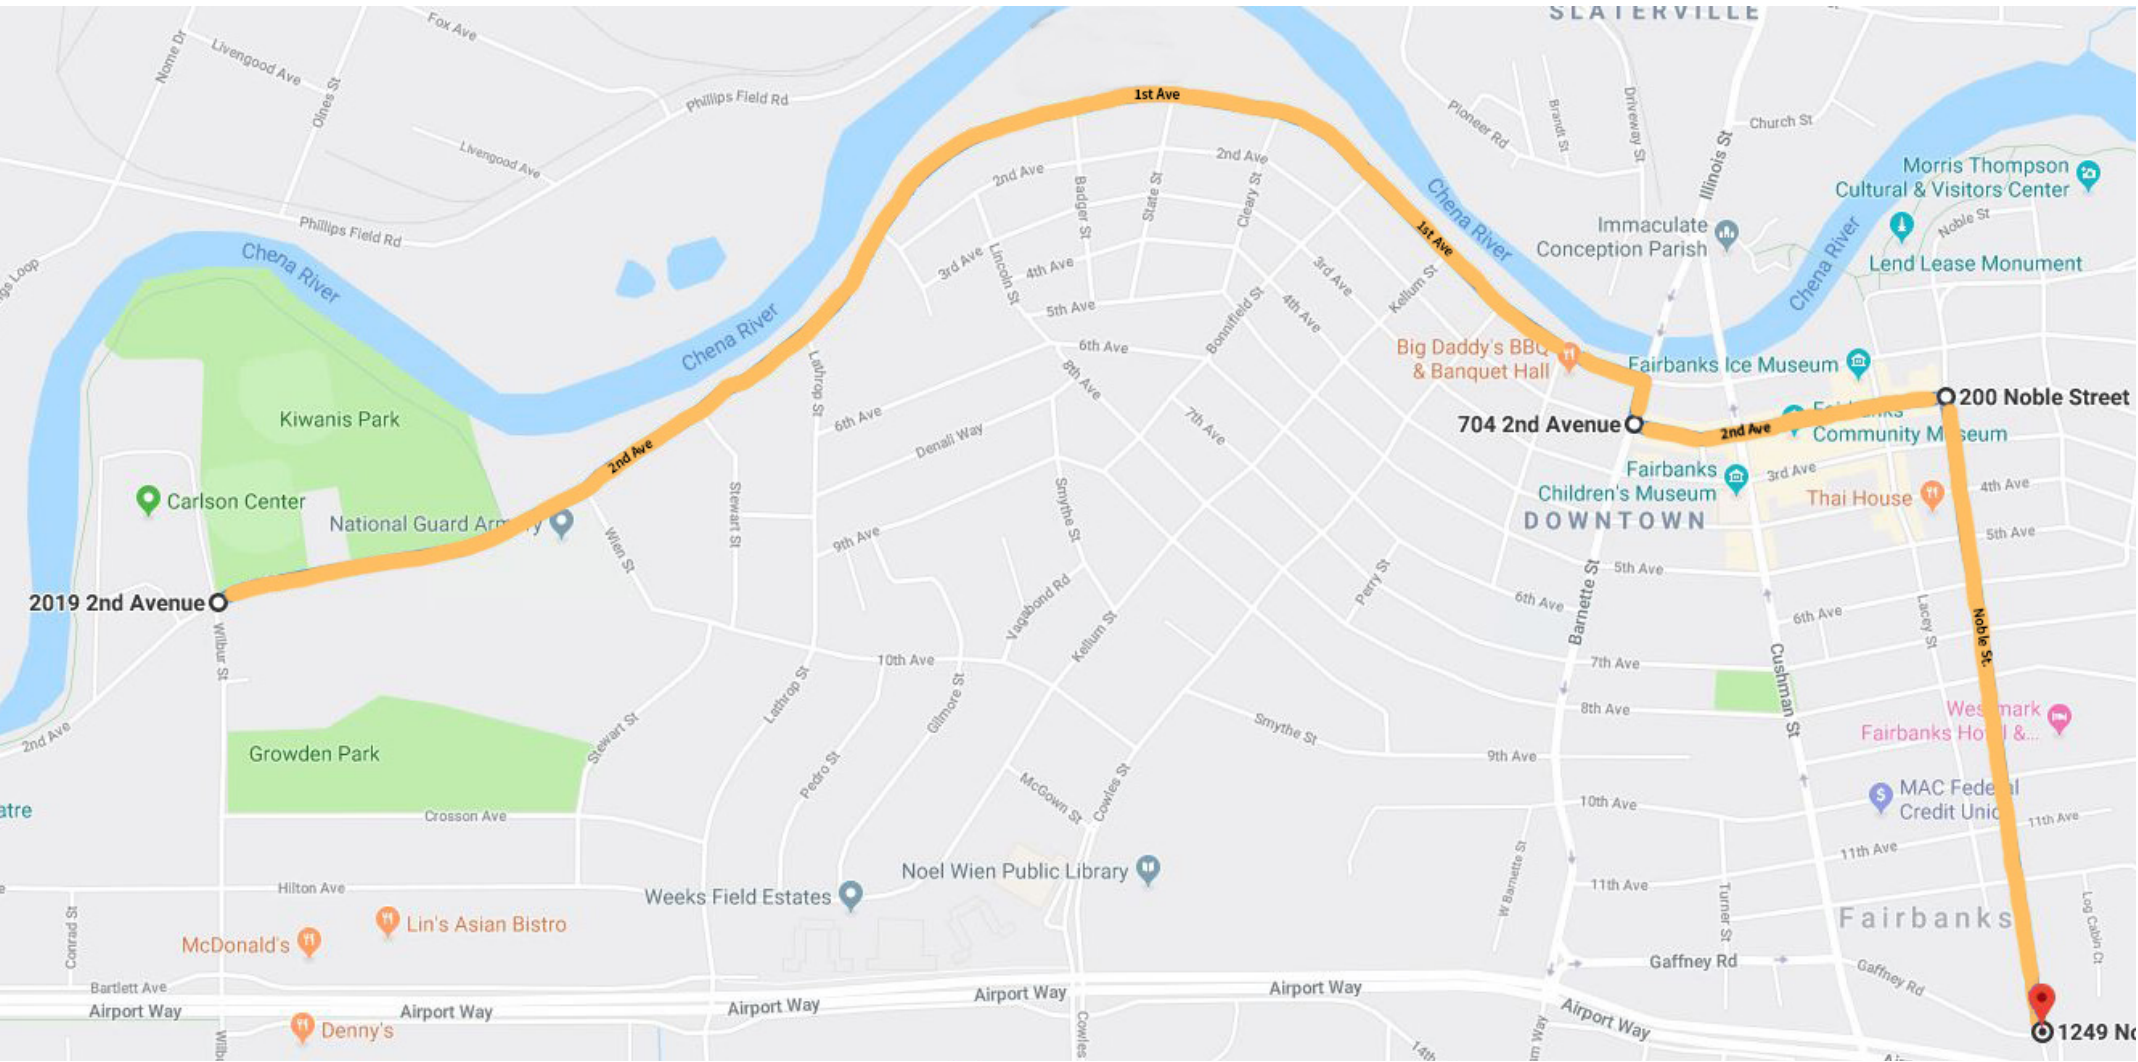 SLATERVILLE
Fox Ave
Nome Dr
Livengood Ave
Olnes St
Phillips Field Rd
1st Ave
Pioneer Rd
Brandt St
Driveway St
Church St
Illinois St
Livengood Ave
2nd Ave
2nd Ave
Badger St
State St
Cleary St
Morris Thompson
Cultural & Visitors Center
Chena River
Noble St
Phillips Field Rd
Immaculate
Conception Parish
1st Ave
Lend Lease Monument
Chena River
Chena River
3rd Ave
Lincoln St
4th Ave
3rd Ave
Kellum St
5th Ave
Bonnifield St
4th Ave
Chena River
6th Ave
Big Daddy's BBQ
& Banquet Hall
Fairbanks Ice Museum
Lathrop St
8th Ave
200 Noble Street
Kiwanis Park
6th Ave
7th Ave
704 2nd Avenue
2nd Ave
Fairbanks
Community Museum
Denali Way
2nd Ave
Fairbanks
Children's Museum
3rd Ave
4th Ave
Thai House
Carlson Center
National Guard Armory
Stewart St
Smythe St
DOWNTOWN
5th Ave
9th Ave
Wien St
5th Ave
Perry St
2019 2nd Avenue
6th Ave
Barnette St
6th Ave
Lacey St
Noble St.
Vagabond Rd
Kellum St
Wilbur St
10th Ave
7th Ave
Cushman St
Lathrop St
Gilmore St
8th Ave
Westmark
Fairbanks Hotel &...
2nd Ave
Stewart St
Smythe St
Growden Park
9th Ave
Pedro St
McGown St
Cowles St
MAC Federal
Credit Union
10th Ave
atre
Crosson Ave
11th Ave
11th Ave
Noel Wien Public Library
W Barnette St
11th Ave
Turner St
Hilton Ave
Weeks Field Estates
Fairbanks
Log Cabin Ct
Conrad St
Lin's Asian Bistro
McDonald's
Gaffney Rd
Gaffney Rd
Bartlett Ave
Airport Way
Airport Way
Airport Way
Airport Way
Airport Way
Airport Way
Denny's
Cowles
1249 No
14th